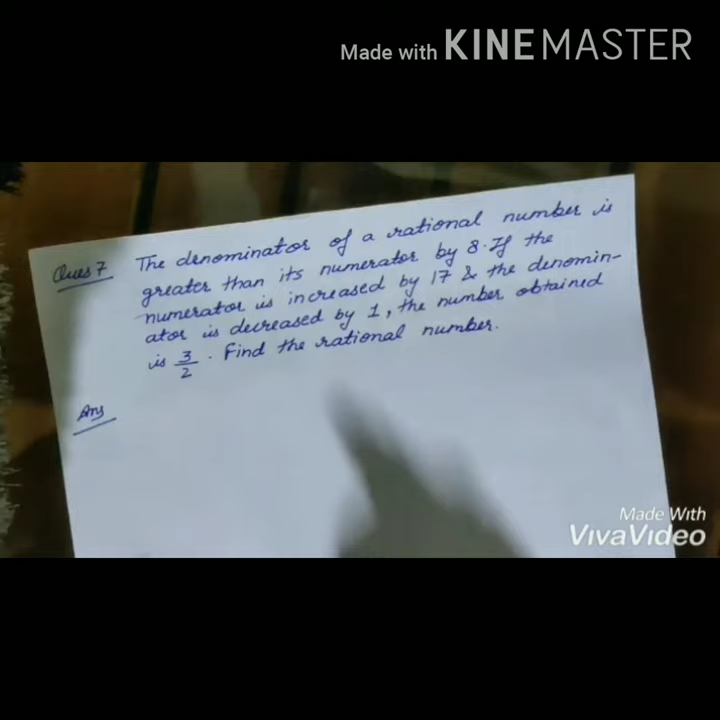 Made with KINEMASTER
Ques 7 The denominator of a rational number is
greater than its numerator by 8. If the
numerator is increased by 17 & the denomin-
ator is decreased by 1, the number obtained
is 3/2. Find the rational number.
Ans
Made With
VivaVideo